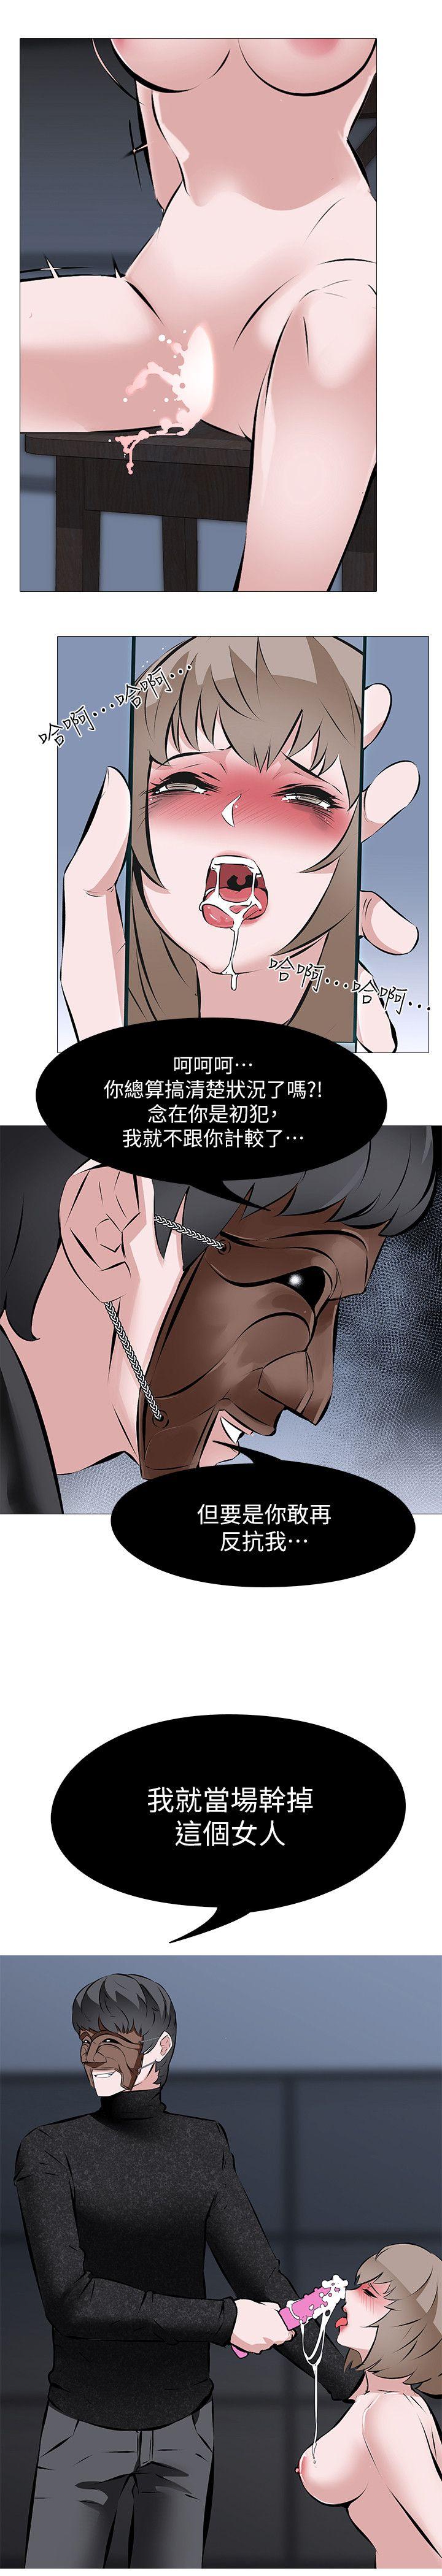 哈啊…哈啊…
哈啊…哈啊…
呵呵呵…
你總算搞清楚狀況了嗎?!
念在你是初犯，
我就不跟你計較了…
但要是你敢再
反抗我…
我就當場幹掉
這個女人